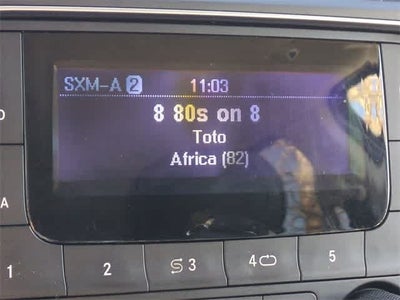 SXM-A 2 11:03
8 80s on 8
Toto
Africa (82)
A
1 2 3 4 5